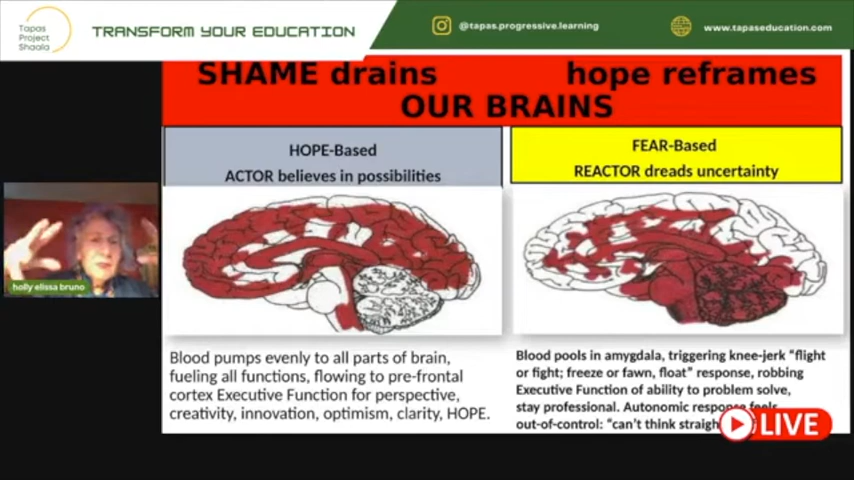 Tapas
Project
Shaala
TRANSFORM YOUR EDUCATION
@tapas.progressive.learning
www.tapaseducation.com
SHAME drains hope reframes
OUR BRAINS
HOPE-Based
ACTOR believes in possibilities
FEAR-Based
REACTOR dreads uncertainty
holly elissa bruno
Blood pumps evenly to all parts of brain,
fueling all functions, flowing to pre-frontal
cortex Executive Function for perspective,
creativity, innovation, optimism, clarity, HOPE.
Blood pools in amygdala, triggering knee-jerk “flight
or fight; freeze or fawn, float” response, robbing
Executive Function of ability to problem solve,
stay professional. Autonomic response feels
out-of-control: “can’t think straigh
LIVE